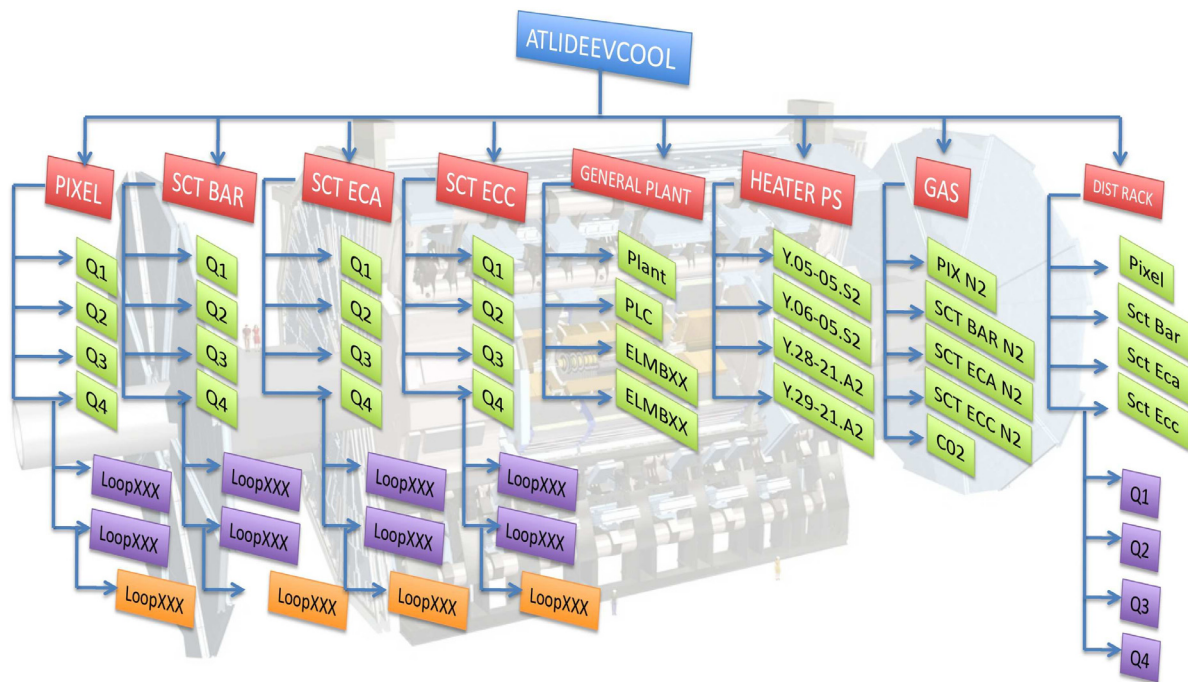 ATLIDEEVCOOL
PIXEL
SCT BAR
SCT ECA
SCT ECC
GENERAL PLANT
HEATER PS
GAS
DIST RACK
Q1
Q2
Q3
Q4
LoopXXX
LoopXXX
LoopXXX
Q1
Q2
Q3
Q4
LoopXXX
LoopXXX
LoopXXX
Q1
Q2
Q3
Q4
LoopXXX
LoopXXX
LoopXXX
Q1
Q2
Q3
Q4
LoopXXX
LoopXXX
LoopXXX
Plant
PLC
ELMBXX
ELMBXX
Y.05-05.S2
Y.06-05.S2
Y.28-21.A2
Y.29-21.A2
PIX N2
SCT BAR N2
SCT ECA N2
SCT ECC N2
C02
Pixel
Sct Bar
Sct Eca
Sct Ecc
Q1
Q2
Q3
Q4